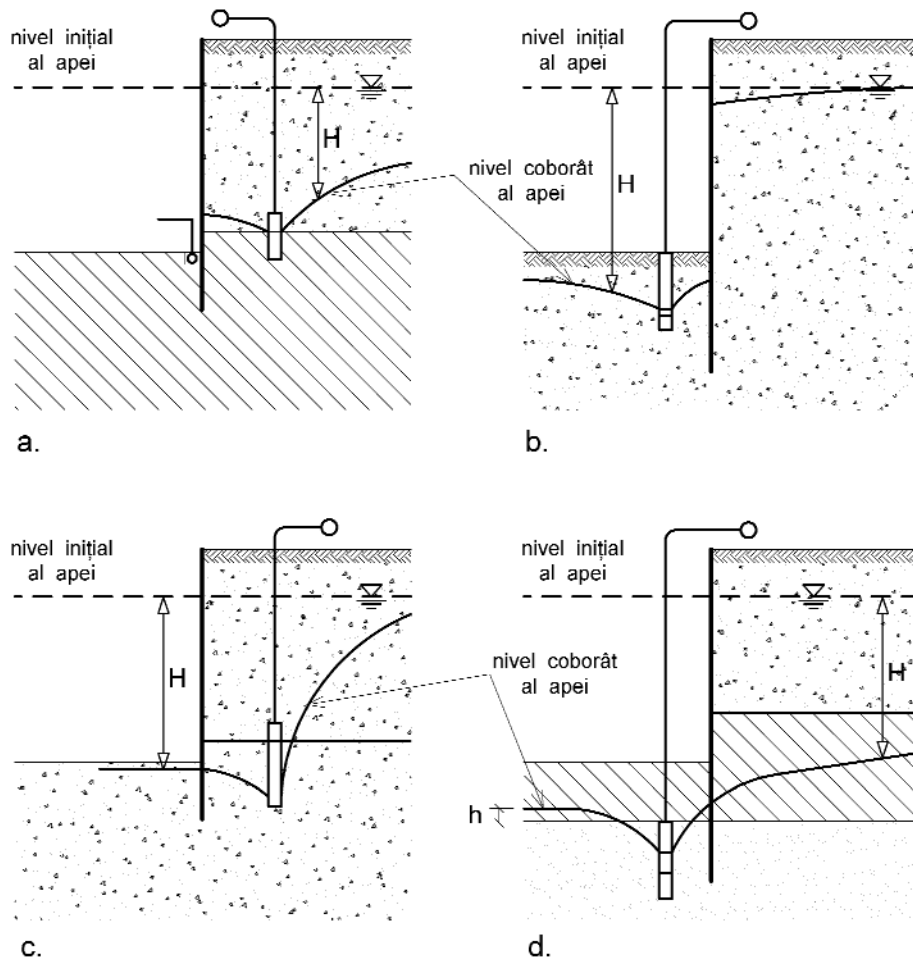 nivel inițial
al apei
H
nivel coborât
al apei
a.
nivel inițial
al apei
H
b.
nivel inițial
al apei
H
nivel coborât
al apei
c.
nivel inițial
al apei
H
h
d.